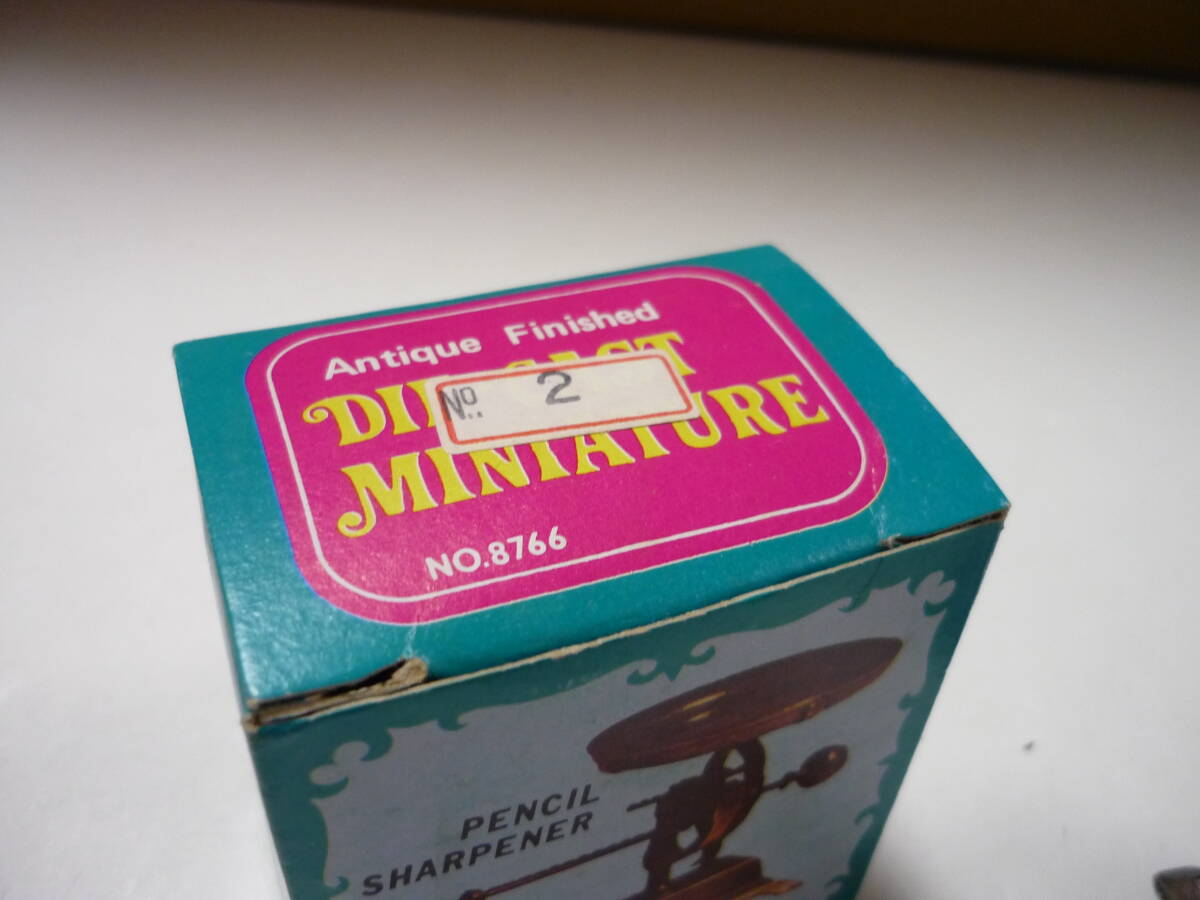 Antique Finished
MINIATURE
No. 2
NO.8766
PENCIL
SHARPENER